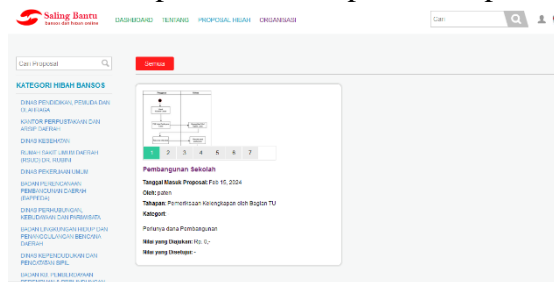 Saling Bantu
bansos dan hibah online
DASHBOARD TENTANG PROPOSAL HIBAH ORGANISASI
Cari
Cari Proposal
Semua
KATEGORI HIBAH BANSOS
DINAS PENDIDIKAN, PEMUDA DAN
OLAHRAGA
KANTOR PERPUSTAKAAN DAN
ARSIP DAERAH
DINAS KESEHATAN
RUMAH SAKIT UMUM DAERAH
(RSUD) DR. RUBINI
DINAS PEKERJAAN UMUM
BADAN PERENCANAAN
PEMBANGUNAN DAERAH
(BAPPEDA)
DINAS PERHUBUNGAN,
KEBUDAYAAN DAN PARIWISATA
BADAN LINGKUNGAN HIDUP DAN
PENANGGULANGAN BENCANA
DAERAH
DINAS KEPENDUDUKAN DAN
PENCATATAN SIPIL
1 2 3 4 5 6 7
Pembangunan Sekolah
Tanggal Masuk Proposal: Feb 15, 2024
Oleh: paten
Tahapan: Pemeriksaan Kelengkapan oleh Bagian TU
Kategori:
Perlunya dana Pembangunan
Nilai yang Diajukan: Rp. 0,-
Nilai yang Disetujui: -